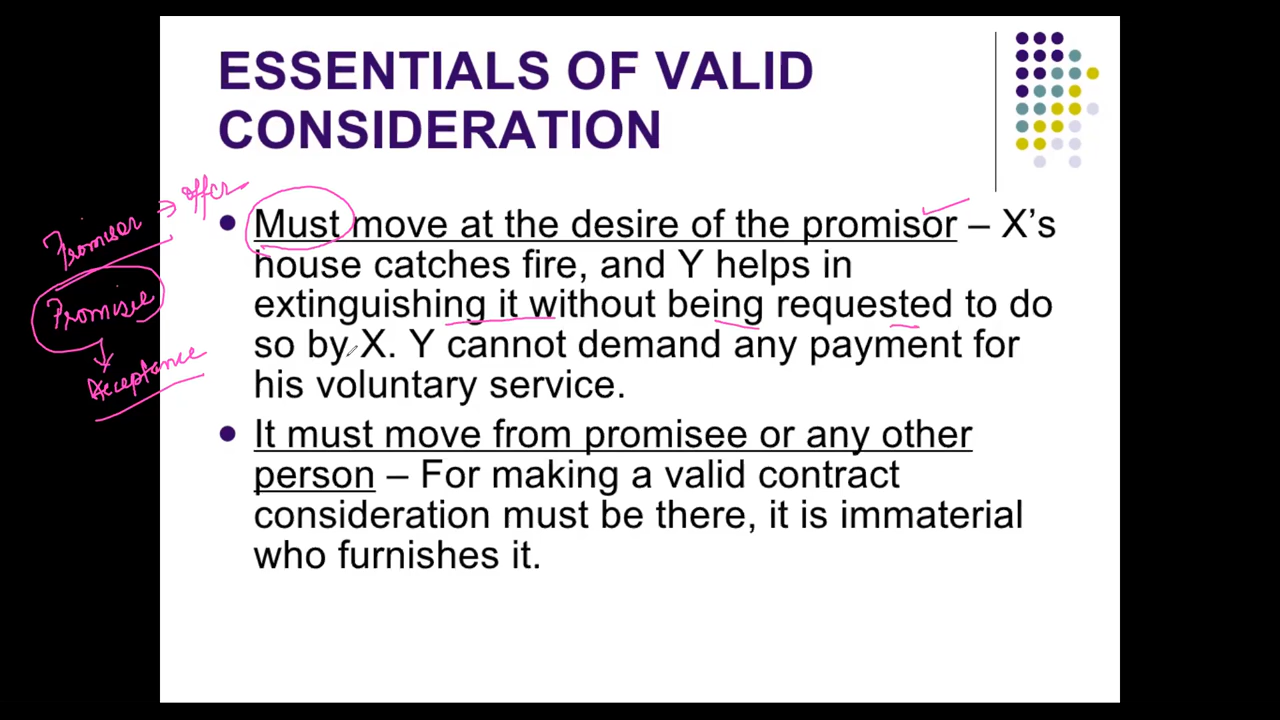 ESSENTIALS OF VALID
CONSIDERATION
Promiser → offer
Promisee
Acceptance
• Must move at the desire of the promisor – X’s
house catches fire, and Y helps in
extinguishing it without being requested to do
so by X. Y cannot demand any payment for
his voluntary service.
• It must move from promisee or any other
person – For making a valid contract
consideration must be there, it is immaterial
who furnishes it.